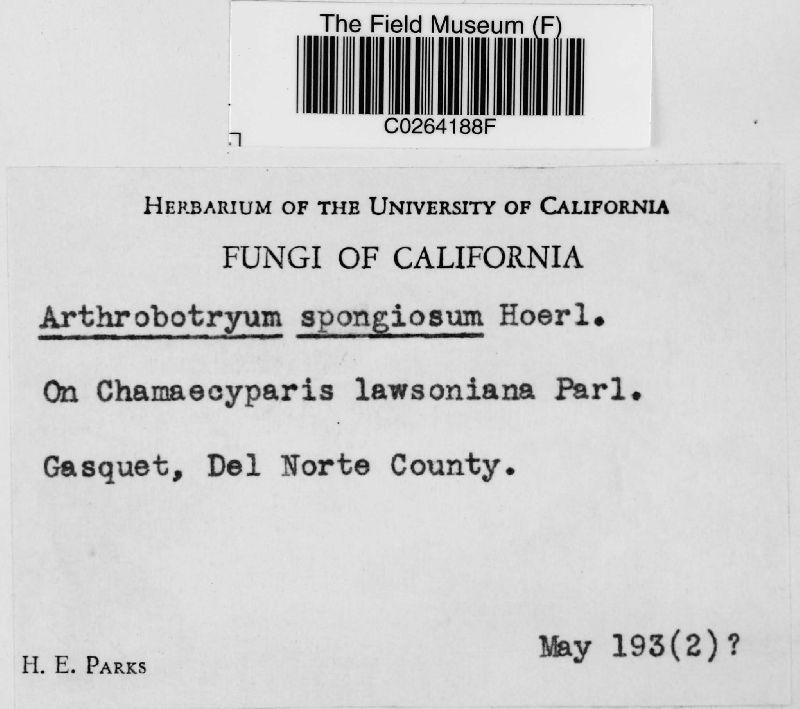 The Field Museum (F)
C0264188F
HERBARIUM OF THE UNIVERSITY OF CALIFORNIA
FUNGI OF CALIFORNIA
Arthrobotryum spongiosum Hoerl.
On Chamaecyparis lawsoniana Parl.
Gasquet, Del Norte County.
May 193(2)?
H. E. PARKS